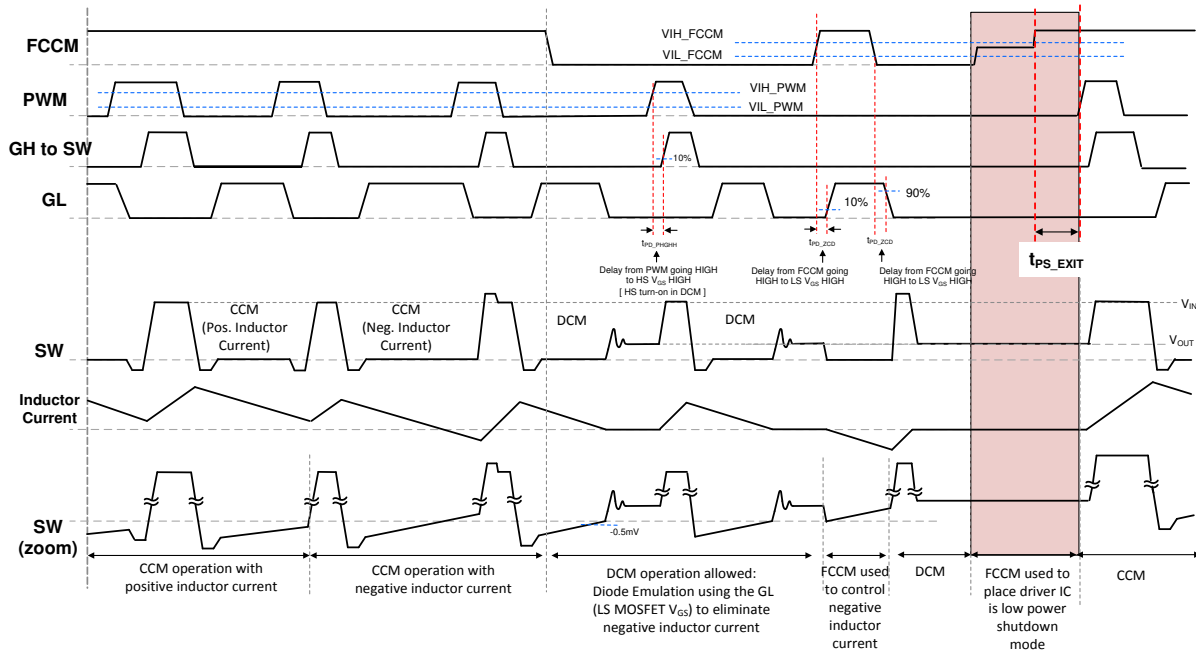 FCCM
VIH_FCCM
VIL_FCCM
PWM
VIH_PWM
VIL_PWM
GH to SW
10%
GL
10%
90%
tPD_PHGHH
Delay from PWM going HIGH
to HS VGS HIGH
[ HS turn-on in DCM ]
tPD_ZCD
Delay from FCCM going
HIGH to LS VGS HIGH
tPD_ZCD
Delay from FCCM going
HIGH to LS VGS HIGH
tPS_EXIT
SW
CCM
(Pos. Inductor
Current)
CCM
(Neg. Inductor
Current)
DCM
DCM
VIN
VOUT
Inductor
Current
SW
(zoom)
-0.5mV
CCM operation with
positive inductor current
CCM operation with
negative inductor current
DCM operation allowed:
Diode Emulation using the GL
(LS MOSFET VGS) to eliminate
negative inductor current
FCCM used
to control
negative
inductor
current
DCM
FCCM used to
place driver IC
is low power
shutdown
mode
CCM